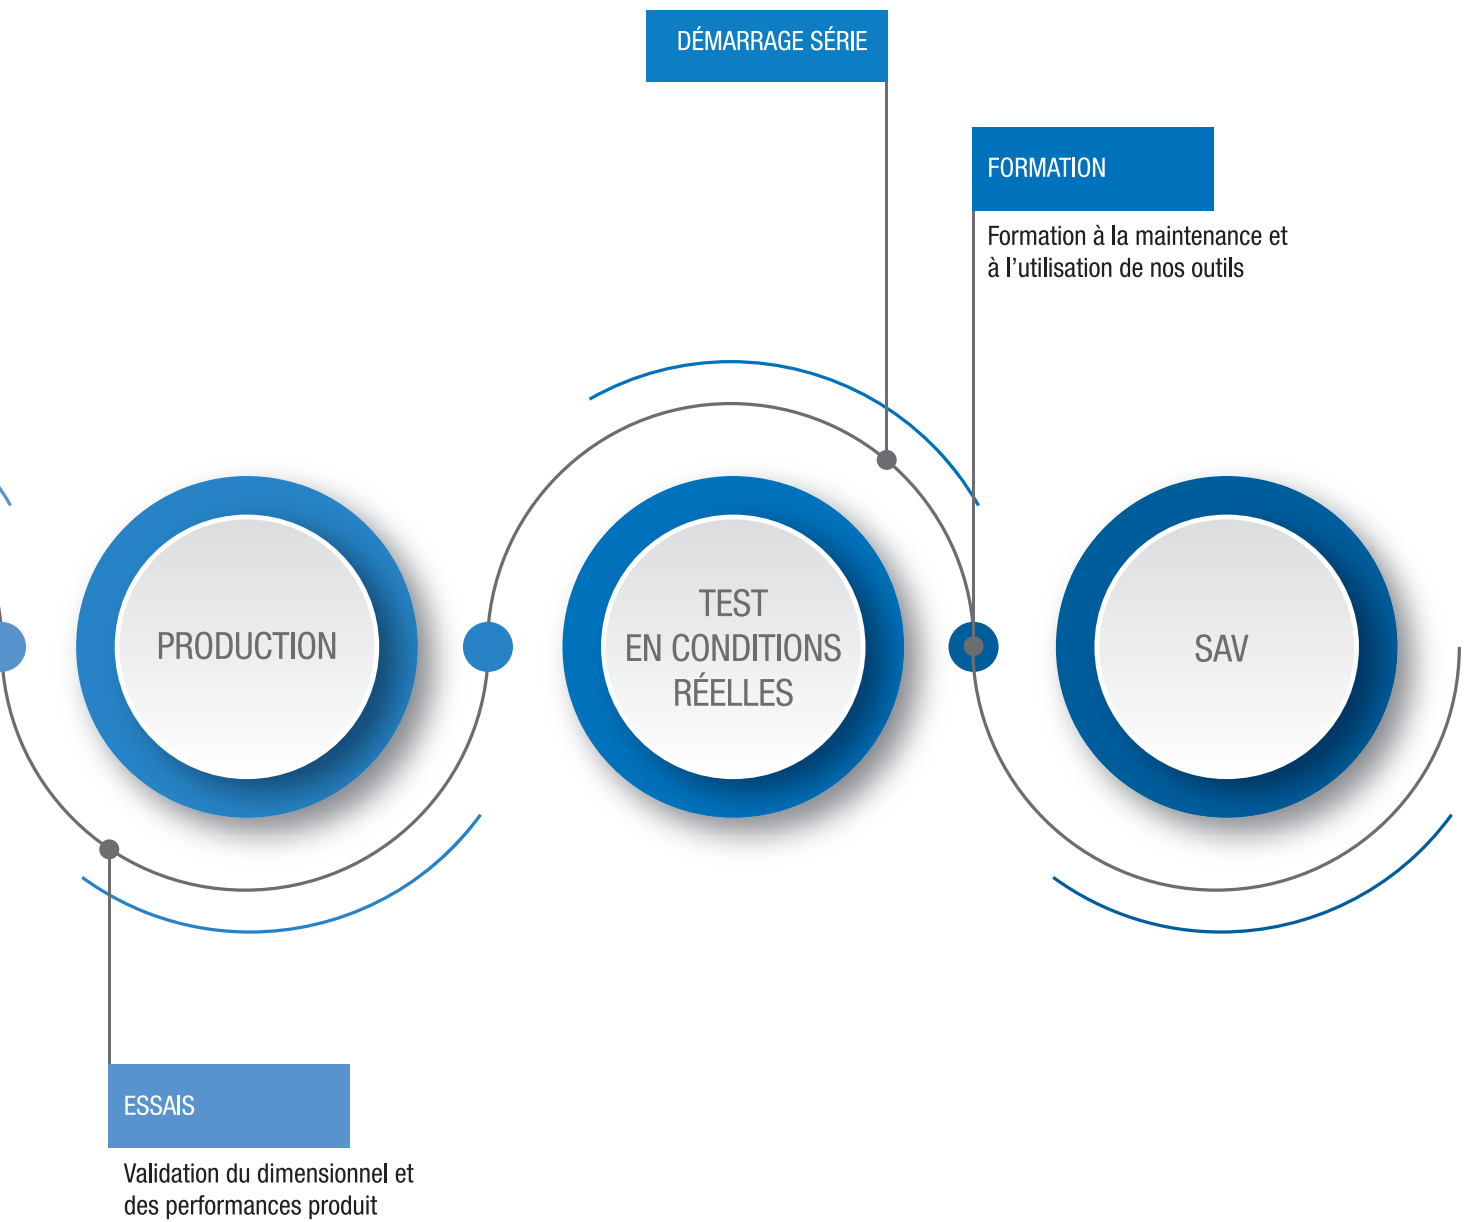 DÉMARRAGE SÉRIE
FORMATION
Formation à la maintenance et
à l’utilisation de nos outils
PRODUCTION
TEST
EN CONDITIONS
RÉELLES
SAV
ESSAIS
Validation du dimensionnel et
des performances produit